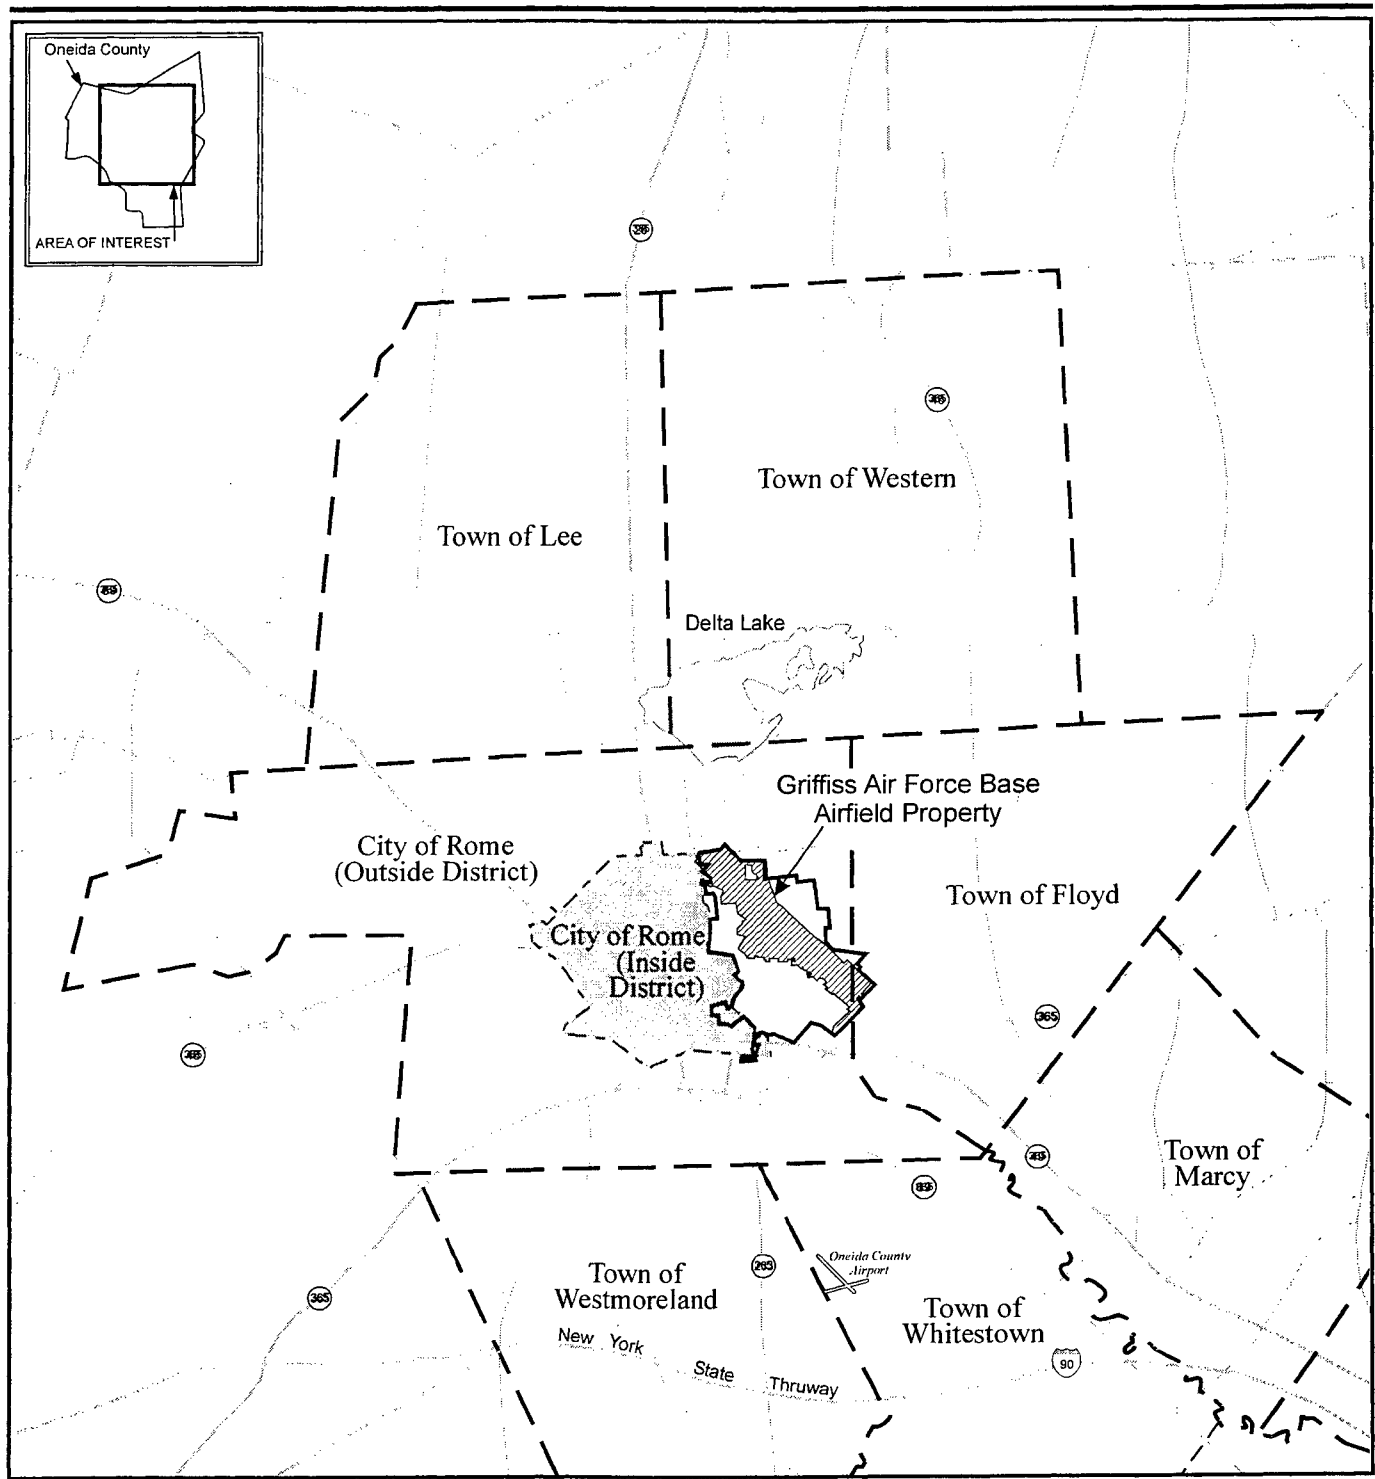 Oneida County
AREA OF INTEREST
Town of Western
Town of Lee
Delta Lake
Griffiss Air Force Base
Airfield Property
City of Rome
(Outside District)
Town of Floyd
City of Rome
(Inside
District)
365
Town of
Marcy
Oneida County
Airport
Town of
Westmoreland
365
Town of
Whitestown
New York State Thruway
90